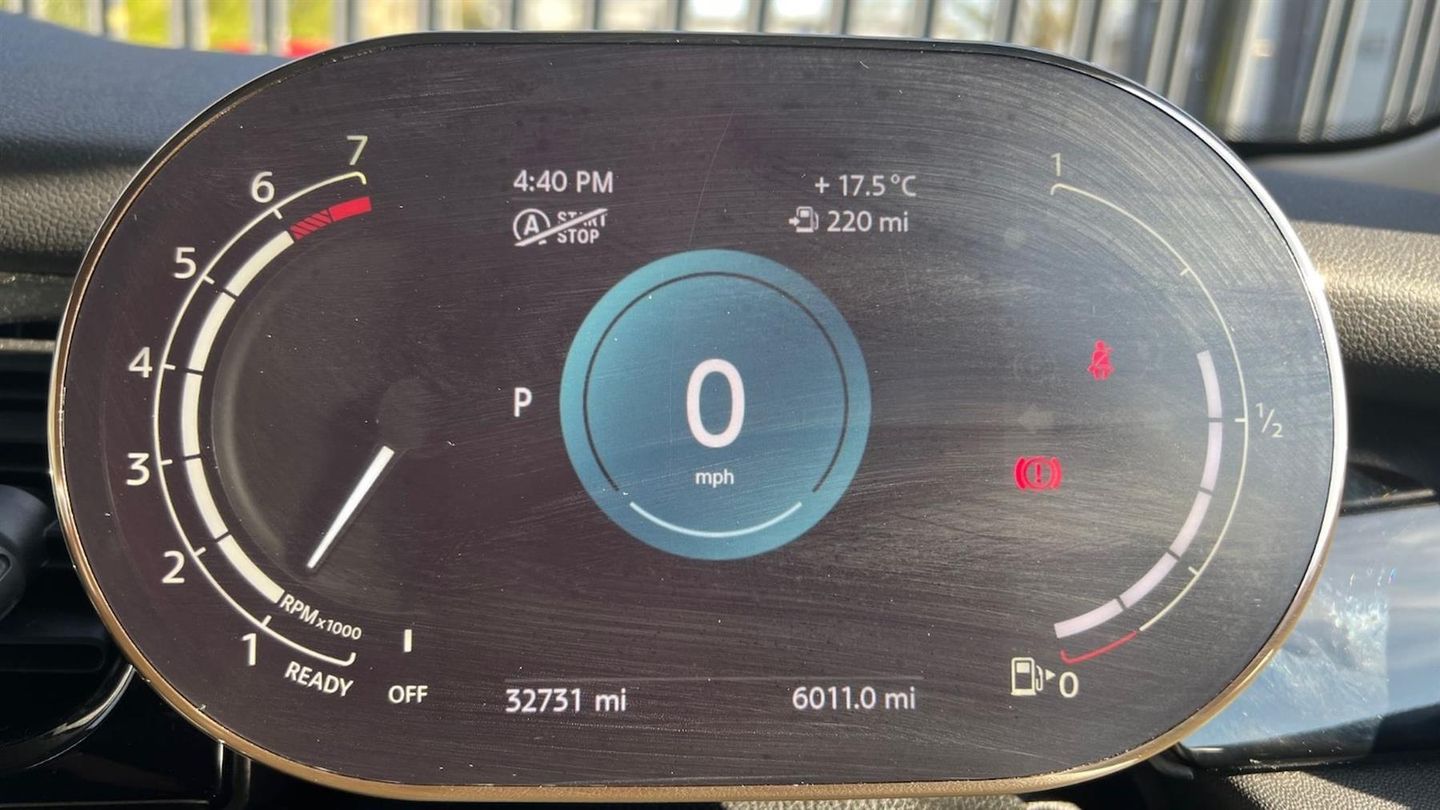 7
6
5
4
3
2
1
RPM x1000
READY
OFF
4:40 PM
A START STOP
+ 17.5 °C
220 mi
P
0
mph
32731 mi
6011.0 mi
1
1/2
0